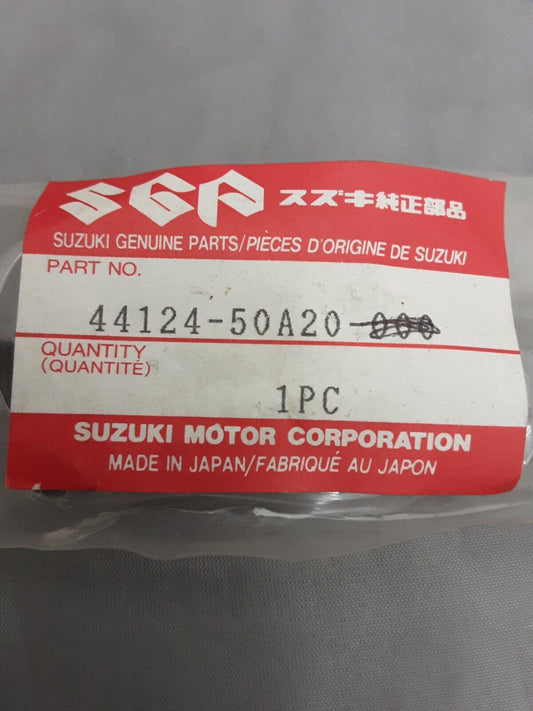 SGP スズキ純正部品
SUZUKI GENUINE PARTS/PIÈCES D'ORIGINE DE SUZUKI
PART NO.
44124-50A20-000
QUANTITY
(QUANTITÉ)
1PC
SUZUKI MOTOR CORPORATION
MADE IN JAPAN/FABRIQUÉ AU JAPON